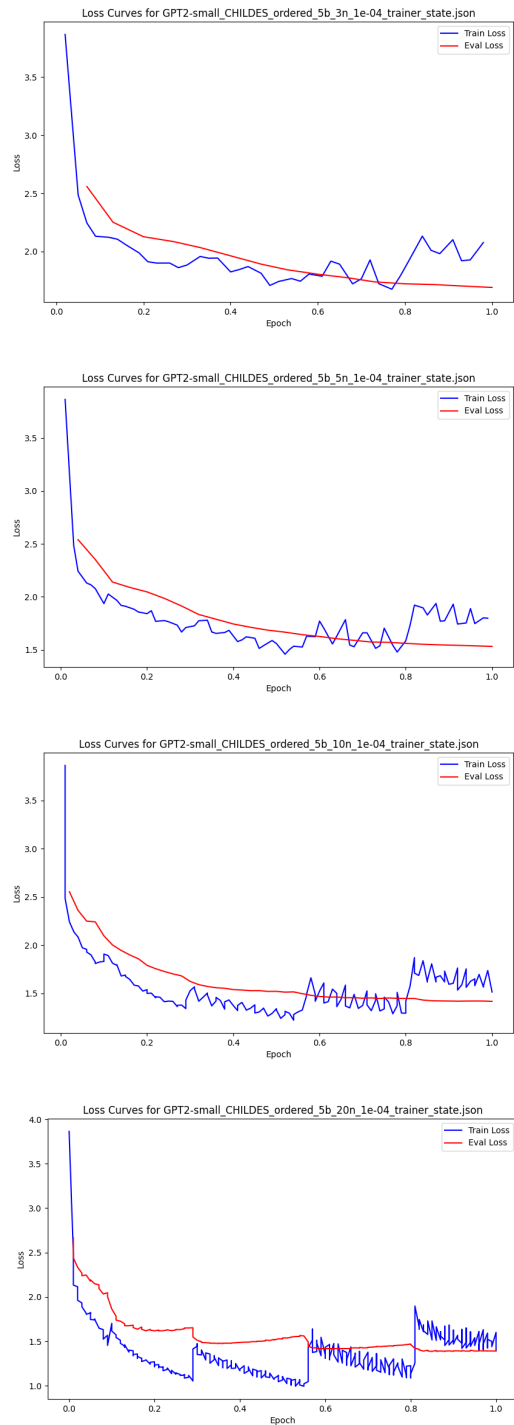 Loss Curves for GPT2-small_CHILDES_ordered_5b_3n_1e-04_trainer_state.json
Train Loss
Eval Loss
3.5
3.0
2.5
2.0
Loss
0.0 0.2 0.4 0.6 0.8 1.0
Epoch
Loss Curves for GPT2-small_CHILDES_ordered_5b_5n_1e-04_trainer_state.json
Train Loss
Eval Loss
3.5
3.0
2.5
2.0
1.5
Loss
0.0 0.2 0.4 0.6 0.8 1.0
Epoch
Loss Curves for GPT2-small_CHILDES_ordered_5b_10n_1e-04_trainer_state.json
Train Loss
Eval Loss
3.5
3.0
2.5
2.0
1.5
Loss
0.0 0.2 0.4 0.6 0.8 1.0
Epoch
Loss Curves for GPT2-small_CHILDES_ordered_5b_20n_1e-04_trainer_state.json
Train Loss
Eval Loss
4.0
3.5
3.0
2.5
2.0
1.5
1.0
Loss
0.0 0.2 0.4 0.6 0.8 1.0
Epoch